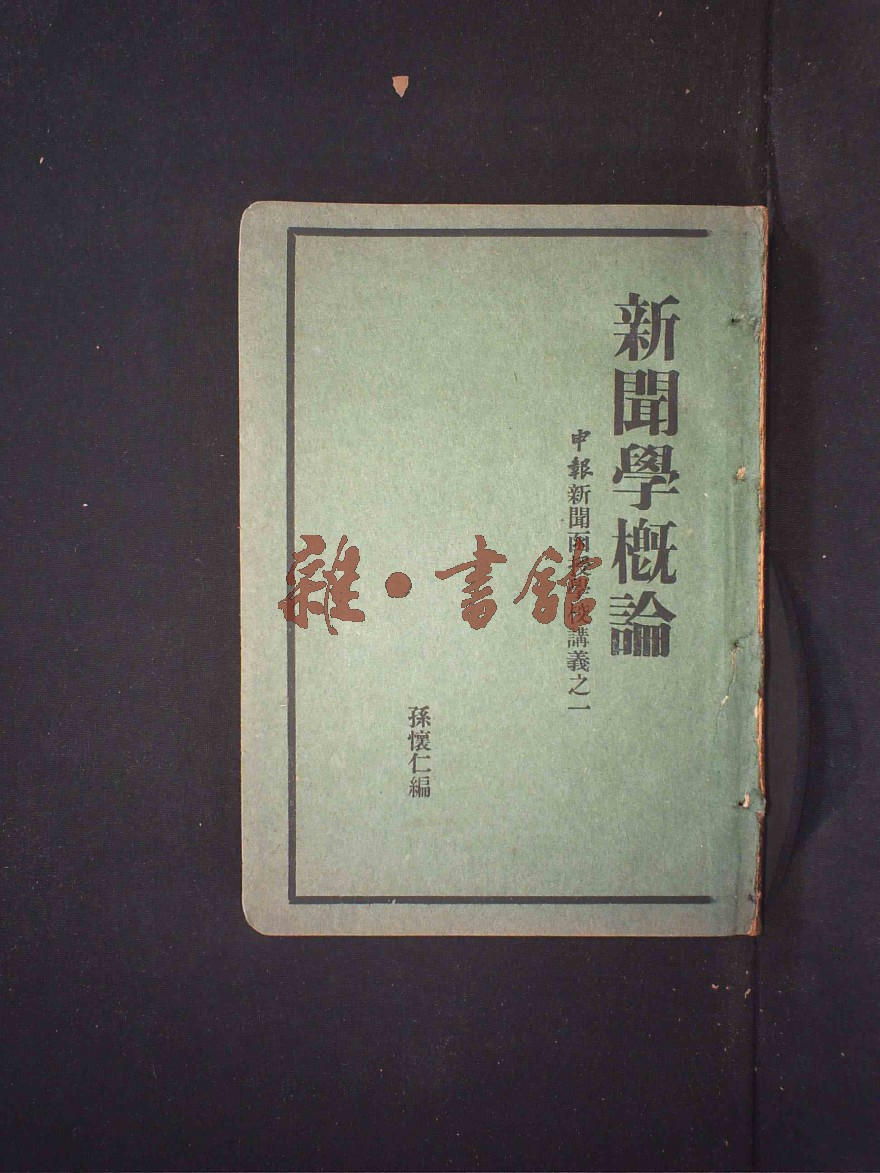 新聞學概論
申報新聞函授學校講義之一
孫懷仁編
雜·書館